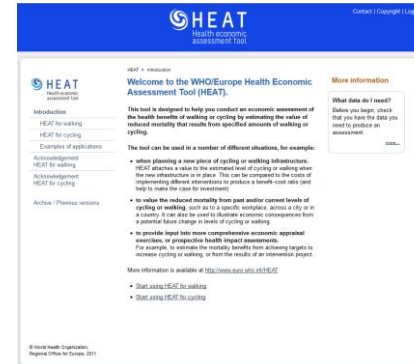 Contact | Copyright | Log
HEAT
Health economic
assessment tool
HEAT > Introduction
HEAT
Health economic
assessment tool
Introduction
HEAT for walking
HEAT for cycling
Examples of applications
Acknowledgement
HEAT for walking
Acknowledgement
HEAT for cycling
Archive / Previous versions
Welcome to the WHO/Europe Health Economic
Assessment Tool (HEAT).
This tool is designed to help you conduct an economic assessment of
the health benefits of walking or cycling by estimating the value of
reduced mortality that results from specified amounts of walking or
cycling.
The tool can be used in a number of different situations, for example:
• when planning a new piece of cycling or walking infrastructure.
HEAT attaches a value to the estimated level of cycling or walking when
the new infrastructure is in place. This can be compared to the costs of
implementing different interventions to produce a benefit–cost ratio (and
help to make the case for investment)
• to value the reduced mortality from past and/or current levels of
cycling or walking, such as to a specific workplace, across a city or in
a country. It can also be used to illustrate economic consequences from
a potential future change in levels of cycling or walking.
• to provide input into more comprehensive economic appraisal
exercises, or prospective health impact assessments.
For example, to estimate the mortality benefits from achieving targets to
increase cycling or walking, or from the results of an intervention project.
More information is available at http://www.euro.who.int/HEAT
• Start using HEAT for walking
• Start using HEAT for cycling
More information
What data do I need?
Before you begin, check
that you have the data you
need to produce an
assessment.
more...
© World Health Organization,
Regional Office for Europe, 2011